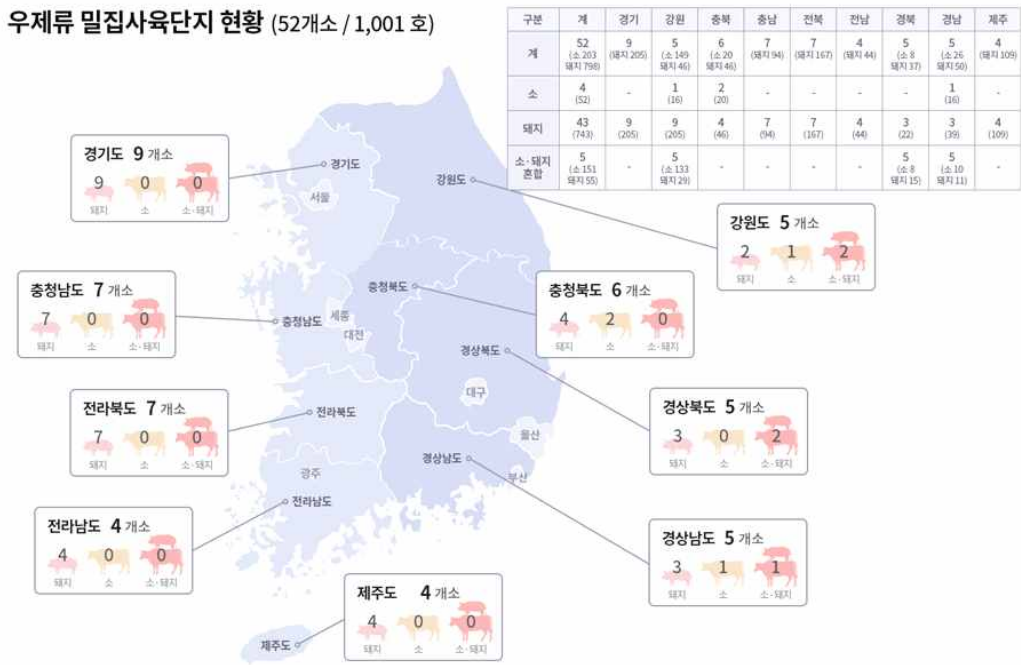 우제류 밀집사육단지 현황 (52개소 / 1,001 호)
구분 계 경기 강원 충북 충남 전북 전남 경북 경남 제주
계 52 (소 203 돼지 798) 9 (돼지 205) 5 (소 149 돼지 46) 6 (소 20 돼지 46) 7 (돼지 94) 7 (돼지 167) 4 (돼지 44) 5 (소 8 돼지 37) 5 (소 26 돼지 50) 4 (돼지 109)
소 4 (52) - 1 (16) 2 (20) - - - - 1 (16) -
돼지 43 (743) 9 (205) 9 (205) 4 (46) 7 (94) 7 (167) 4 (44) 3 (22) 3 (39) 4 (109)
소·돼지 혼합 5 (소 151 돼지 55) - 5 (소 133 돼지 29) - - - - 5 (소 8 돼지 15) 5 (소 10 돼지 11) -
경기도 9 개소
9 0 0
돼지 소 소·돼지
강원도 5 개소
2 1 2
돼지 소 소·돼지
충청남도 7 개소
7 0 0
돼지 소 소·돼지
충청북도 6 개소
4 2 0
돼지 소 소·돼지
전라북도 7 개소
7 0 0
돼지 소 소·돼지
경상북도 5 개소
3 0 2
돼지 소 소·돼지
전라남도 4 개소
4 0 0
돼지 소 소·돼지
경상남도 5 개소
3 1 1
돼지 소 소·돼지
제주도 4 개소
4 0 0
돼지 소 소·돼지
경기도
서울
강원도
충청북도
충청남도
세종
대전
경상북도
대구
전라북도
울산
경상남도
부산
광주
전라남도
제주도